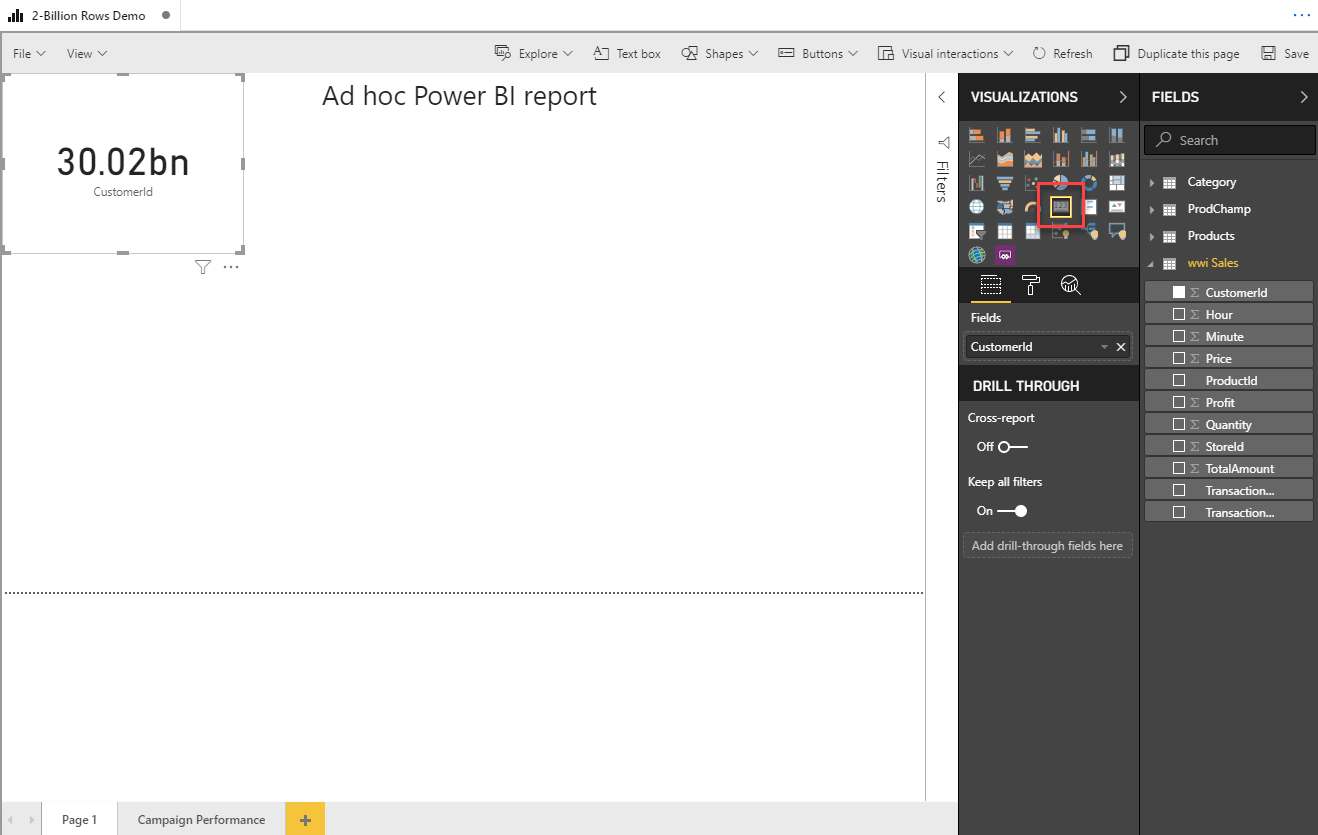 2-Billion Rows Demo
File View Explore Text box Shapes Buttons Visual interactions Refresh Duplicate this page Save
30.02bn
CustomerId
Ad hoc Power BI report
Filters
VISUALIZATIONS
123
Fields
CustomerId
DRILL THROUGH
Cross-report
Off
Keep all filters
On
Add drill-through fields here
FIELDS
Search
Category
ProdChamp
Products
wwi Sales
CustomerId
Hour
Minute
Price
ProductId
Profit
Quantity
StoreId
TotalAmount
Transaction...
Transaction...
Page 1 Campaign Performance